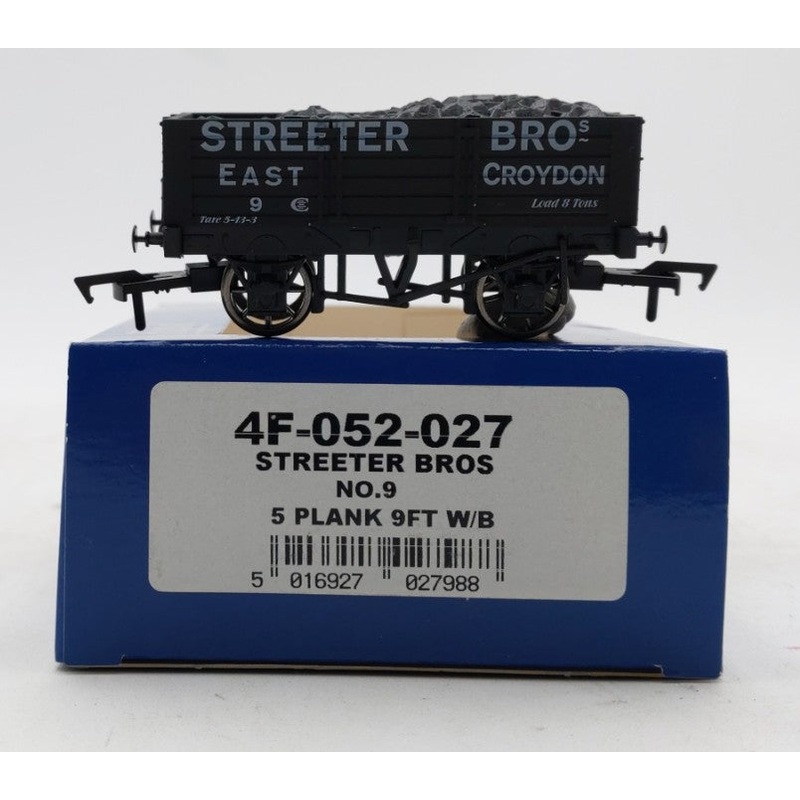 STREETER BROs
EAST CROYDON
9 CE
Tare 5-13-3 Load 8 Tons
4F-052-027
STREETER BROS
NO.9
5 PLANK 9FT W/B
5 016927 027988